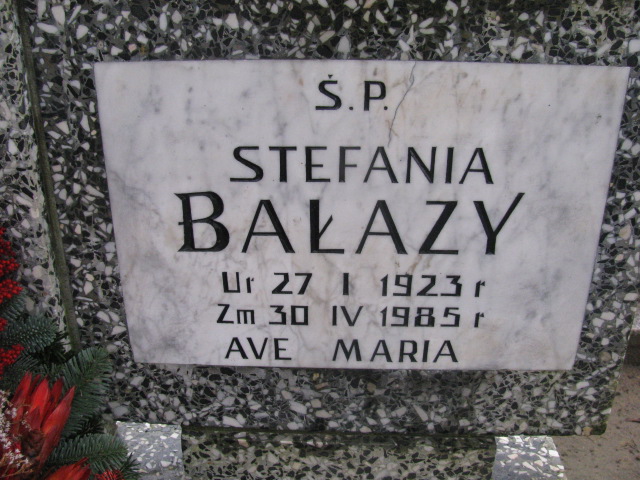 Ś.P.
STEFANIA
BAŁAZY
Ur 27 I 1923 r
Zm 30 IV 1985 r
AVE MARIA